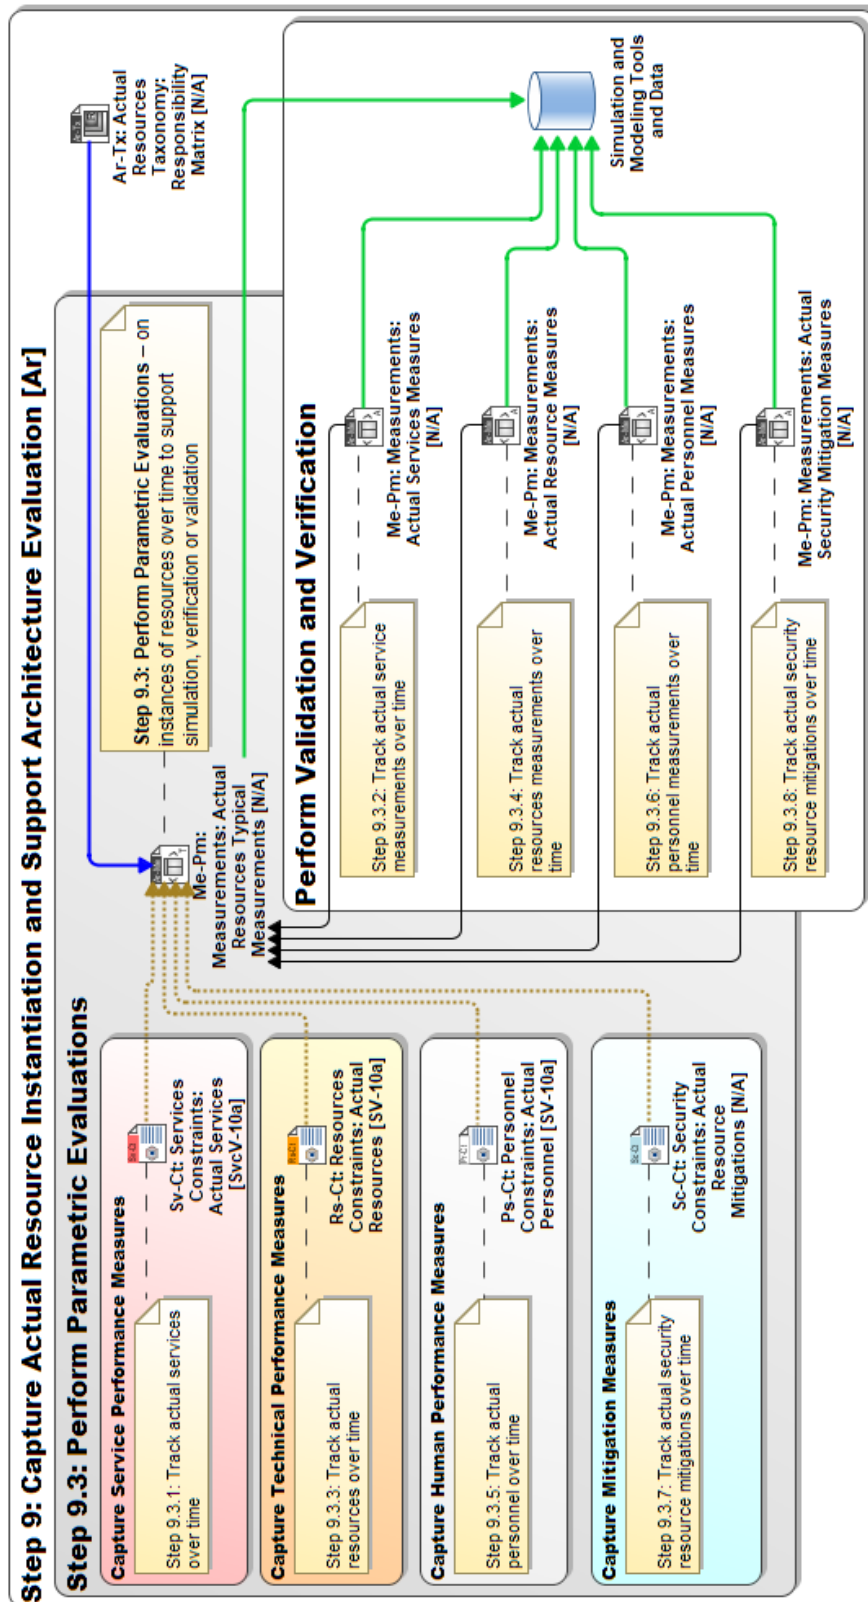 Step 9: Capture Actual Resource Instantiation and Support Architecture Evaluation [Ar]
Step 9.3: Perform Parametric Evaluations
Capture Service Performance Measures
Step 9.3.1: Track actual services
over time
Sv-Ct
Sv-Ct: Services
Constraints:
Actual Services
[SvcV-10a]
Capture Technical Performance Measures
Step 9.3.3: Track actual
resources over time
Rs-Ct
Rs-Ct: Resources
Constraints: Actual
Resources [SV-10a]
Capture Human Performance Measures
Step 9.3.5: Track actual
personnel over time
Ps-Ct: Personnel
Constraints: Actual
Personnel [SV-10a]
Capture Mitigation Measures
Step 9.3.7: Track actual security
resource mitigations over time
Sc-Ct
Sc-Ct: Security
Constraints: Actual
Resource
Mitigations [N/A]
Me-Pm:
Measurements: Actual
Resources Typical
Measurements [N/A]
Step 9.3: Perform Parametric Evaluations – on
instances of resources over time to support
simulation, verification or validation
Ar-Tx
Ar-Tx: Actual
Resources
Taxonomy:
Responsibility
Matrix [N/A]
Perform Validation and Verification
Step 9.3.2: Track actual service
measurements over time
Me-Pm: Measurements:
Actual Services Measures
[N/A]
Step 9.3.4: Track actual
resources measurements over
time
Me-Pm: Measurements:
Actual Resource Measures
[N/A]
Step 9.3.6: Track actual
personnel measurements over
time
Me-Pm: Measurements:
Actual Personnel Measures
[N/A]
Step 9.3.8: Track actual security
resource mitigations over time
Me-Pm: Measurements: Actual
Security Mitigation Measures
[N/A]
Simulation and
Modeling Tools
and Data